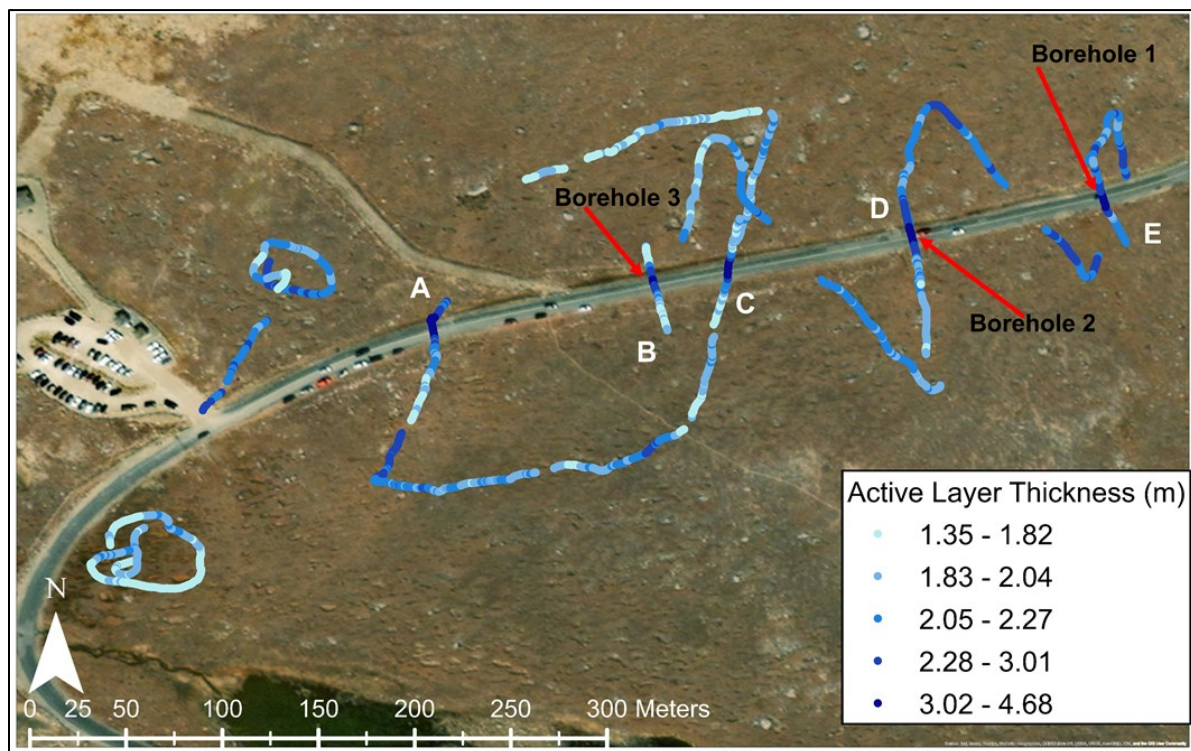 Borehole 1
Borehole 3
D
E
A
Borehole 2
C
B
Active Layer Thickness (m)
1.35 - 1.82
1.83 - 2.04
2.05 - 2.27
2.28 - 3.01
3.02 - 4.68
N
0 25 50 100 150 200 300 Meters